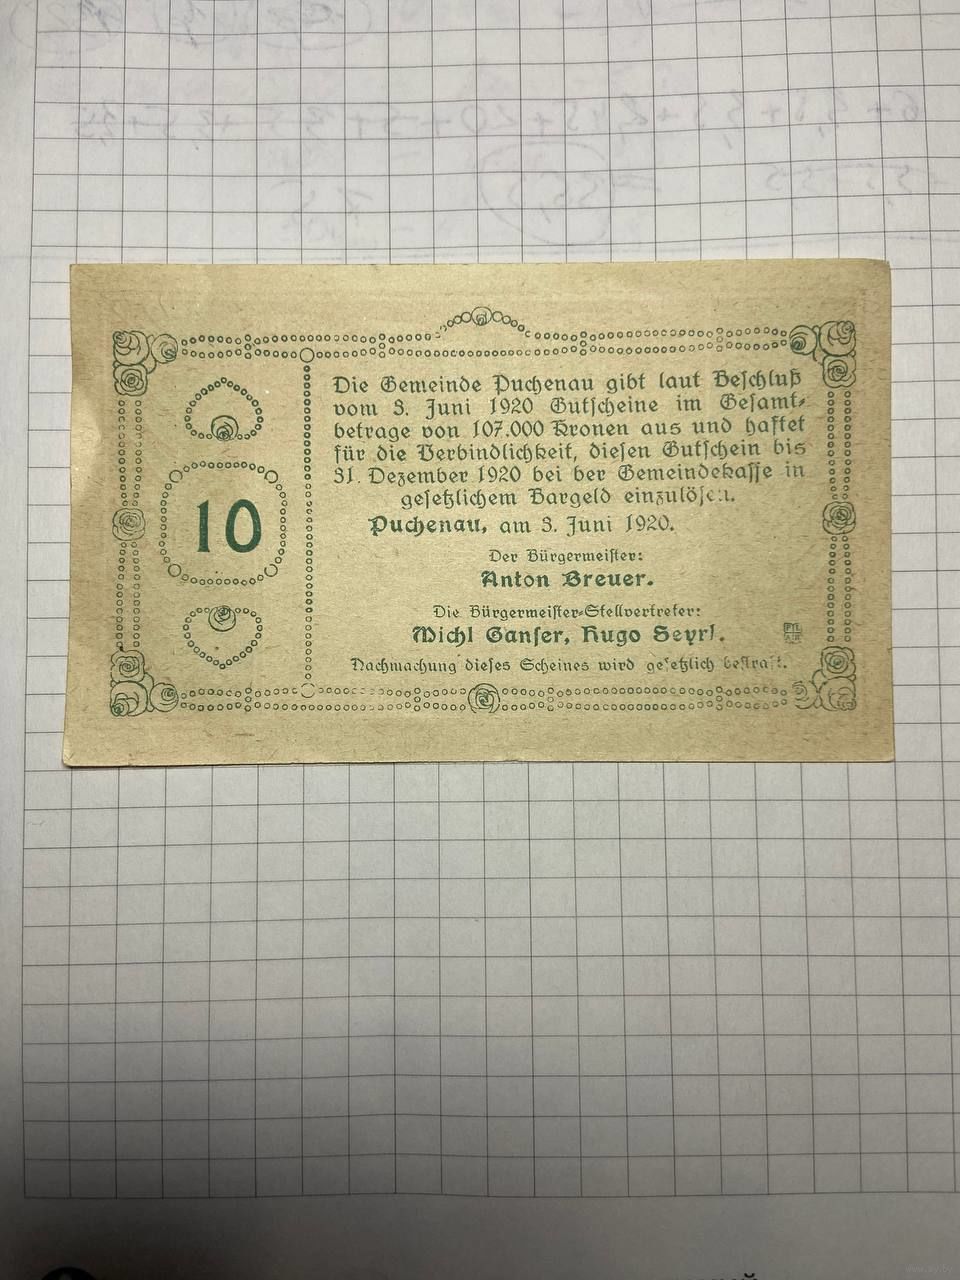 Die Gemeinde Puchenau gibt laut Beschluß
vom 3. Juni 1920 Gutscheine im Gesamt-
betrage von 107.000 Kronen aus und haftet
für die Verbindlichkeit, diesen Gutschein bis
31. Dezember 1920 bei ber Gemeindekasse in
gesetzlichem Bargeld einzulösen.
10
Puchenau, am 3. Juni 1920.
Der Bürgermeister:
Anton Breuer.
Die Bürgermeister-Stellvertreter:
Michl Ganser, Hugo Seyrl.
Nachmachung dieses Scheines wird gesetzlich bestraft.